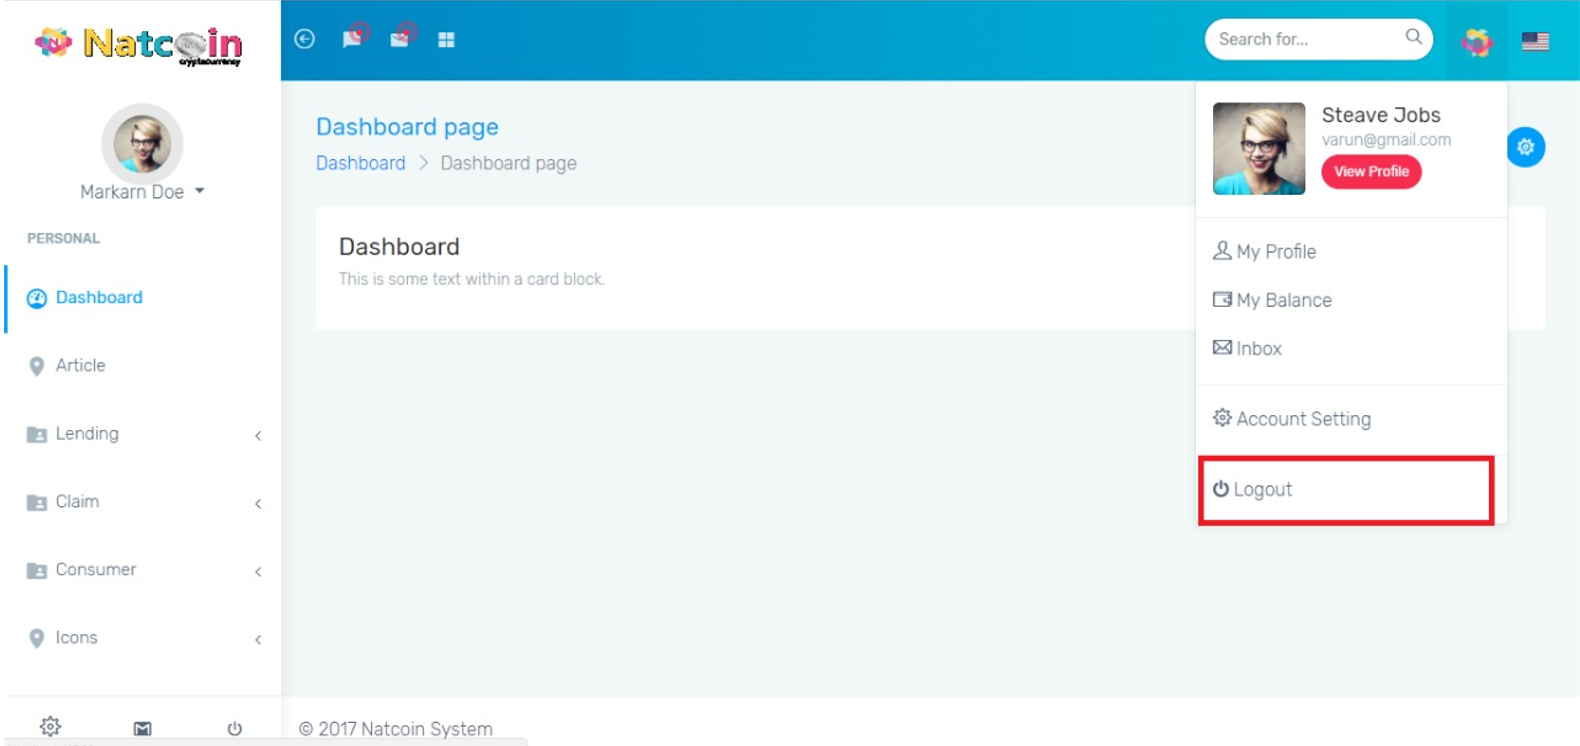 Natcoin
cryptocurrency
Search for...
Markarn Doe
PERSONAL
Dashboard
Article
Lending
Claim
Consumer
Icons
Dashboard page
Dashboard > Dashboard page
Dashboard
This is some text within a card block.
Steave Jobs
varun@gmail.com
View Profile
My Profile
My Balance
Inbox
Account Setting
Logout
© 2017 Natcoin System